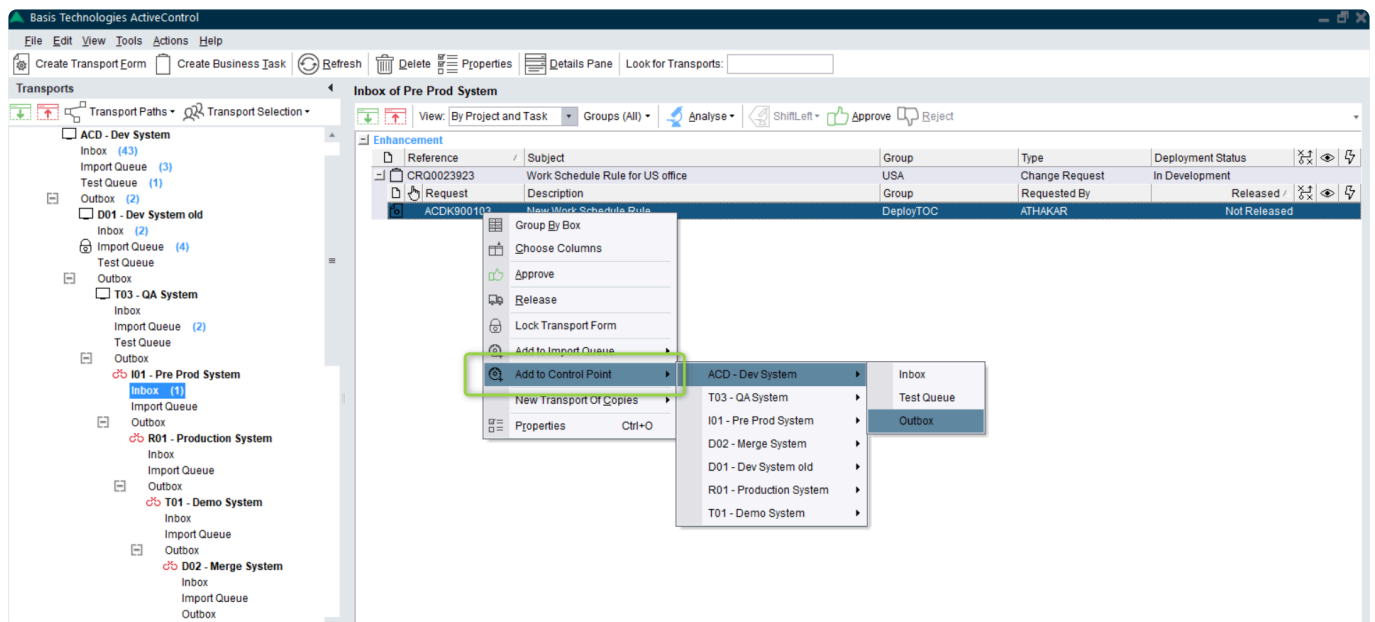 Basis Technologies ActiveControl
File Edit View Tools Actions Help
Create Transport Form Create Business Task Refresh Delete Properties Details Pane Look for Transports:
Transports
Transport Paths Transport Selection
ACD - Dev System
Inbox (43)
Import Queue (3)
Test Queue (1)
Outbox (2)
D01 - Dev System old
Inbox (2)
Import Queue (4)
Test Queue
Outbox
T03 - QA System
Inbox
Import Queue (2)
Test Queue
Outbox
I01 - Pre Prod System
Inbox (1)
Import Queue
Outbox
R01 - Production System
Inbox
Import Queue
Outbox
T01 - Demo System
Inbox
Import Queue
Outbox
D02 - Merge System
Inbox
Import Queue
Outbox
Inbox of Pre Prod System
View: By Project and Task Groups (All) Analyse ShiftLeft Approve Reject
Enhancement
Reference Subject Group Type Deployment Status
CRQ0023923 Work Schedule Rule for US office USA Change Request In Development
Request Description Group Requested By Released
ACDK900103 New Work Schedule Rule DeployTOC ATHAKAR Not Released
Group By Box
Choose Columns
Approve
Release
Lock Transport Form
Add to Import Queue
Add to Control Point
New Transport Of Copies
Properties Ctrl+O
ACD - Dev System
T03 - QA System
I01 - Pre Prod System
D02 - Merge System
D01 - Dev System old
R01 - Production System
T01 - Demo System
Inbox
Test Queue
Outbox